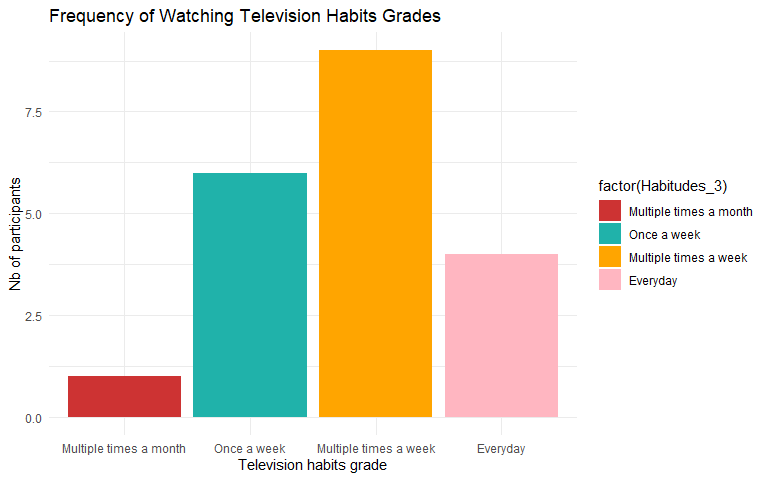 Frequency of Watching Television Habits Grades
Nb of participants
7.5
5.0
2.5
0.0
Multiple times a month
Once a week
Multiple times a week
Everyday
Television habits grade
factor(Habitudes_3)
Multiple times a month
Once a week
Multiple times a week
Everyday